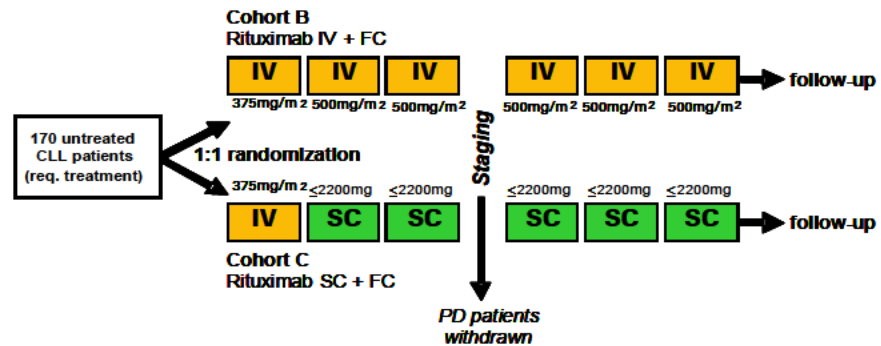 Cohort B
Rituximab IV + FC
IV IV IV IV IV IV
375mg/m² 500mg/m² 500mg/m² 500mg/m² 500mg/m² 500mg/m²
follow-up
170 untreated
CLL patients
(req. treatment)
1:1 randomization
Staging
375mg/m² ≤2200mg ≤2200mg ≤2200mg ≤2200mg ≤2200mg
IV SC SC SC SC SC
follow-up
Cohort C
Rituximab SC + FC
PD patients
withdrawn